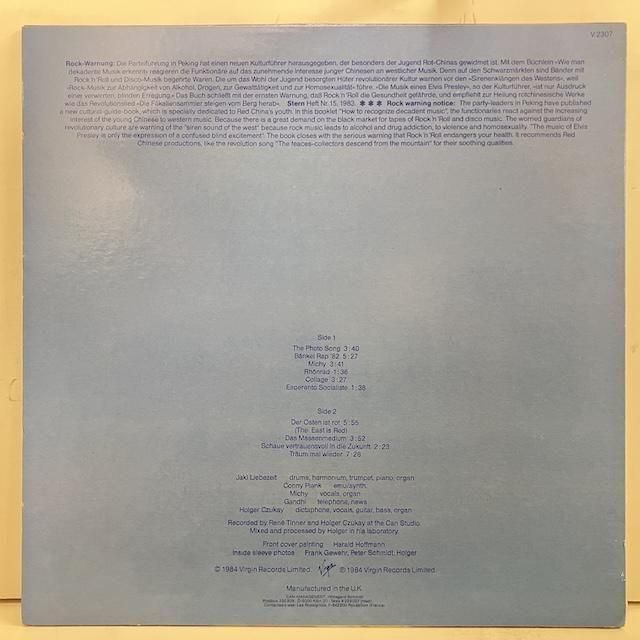 V 2307
Rock-Warnung: Die Parteiführung in Peking hat einen neuen Kulturführer herausgegeben, der besonders der Jugend Rot-Chinas gewidmet ist. Mit dem Büchlein »Wie man
dekadente Musik erkennt« reagieren die Funktionäre auf das zunehmende Interesse junger Chinesen an westlicher Musik. Denn auf den Schwarzmärkten sind Bänder mit
Rock 'n' Roll und Disco-Musik begehrte Waren. Die um das Wohl der Jugend besorgten Hüter revolutionärer Kultur warnen vor den »Sirenenklängen des Westens«, weil
»Rock-Musik zur Abhängigkeit von Alkohol, Drogen, zur Gewalttätigkeit und zur Homosexualität« führe. »Die Musik eines Elvis Presley«, so der Kulturführer, »ist nur Ausdruck
einer verwirrten, blinden Erregung.« Das Buch schließt mit der ernsten Warnung, daß Rock 'n' Roll die Gesundheit gefährde, und empfiehlt zur Heilung rotchinesische Werke
wie das Revolutionslied »Die Fäkaliensammler steigen vom Berg herab«. Stern Heft Nr. 15, 1983. ✱ ✱ ✱ Rock warning notice: The party-leaders in Peking have published
a new cultural-guide-book, which is specially dedicated to Red China's youth. In this booklet "How to recognize decadent music", the functionaries react against the increasing
interest of the young Chinese to western music. Because there is a great demand on the black market for tapes of Rock 'n' Roll and disco music. The worried guardians of
revolutionary culture are warning of the "siren sound of the west" because rock music leads to alcohol and drug addiction, to violence and homosexuality. "The music of Elvis
Presley is only the expression of a confused blind excitement". The book closes with the serious warning that Rock 'n' Roll endangers your health. It recommends Red
Chinese productions, like the revolution song "The feaces-collectors descend from the mountain" for their soothing qualities.
Side 1
The Photo Song 3:40
Bänkel Rap '82 5:27
Michy 3:41
Rhönrad 1:36
Collage 3:27
Esperanto Socialiste 1:38
Side 2
Der Osten ist rot 5:55
(The East is Red)
Das Massenmedium 3:52
Schaue vertrauensvoll in die Zukunft 2:23
Träum mal wieder 7:26
Jaki Liebezeit drums, harmonium, trumpet, piano, organ
Conny Plank emu/synth.
Michy vocals, organ
Gandhi telephone, news
Holger Czukay dictaphone, vocals, guitar, bass, organ
Recorded by René Tinner and Holger Czukay at the Can Studio.
Mixed and processed by Holger in his laboratory.
Front cover painting Harald Hoffmann
Inside sleeve photos Frank Gewehr, Peter Schmidt, Holger
© 1984 Virgin Records Limited. Virgin ℗ 1984 Virgin Records Limited.
Manufactured in the U.K.
CAN MANAGEMENT, Hildegard Schmidt